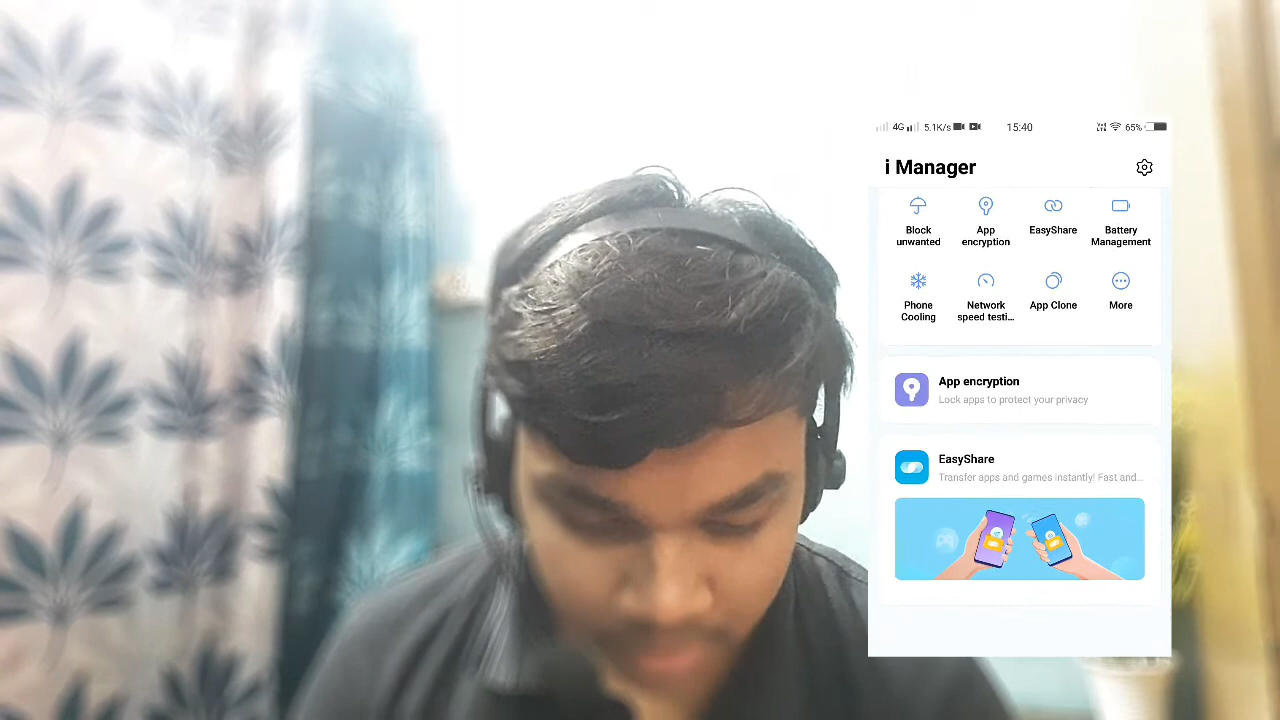 4G 5.1K/s 15:40 65%
i Manager
Block unwanted
App encryption
EasyShare
Battery Management
Phone Cooling
Network speed testi...
App Clone
More
App encryption
Lock apps to protect your privacy
EasyShare
Transfer apps and games instantly! Fast and...